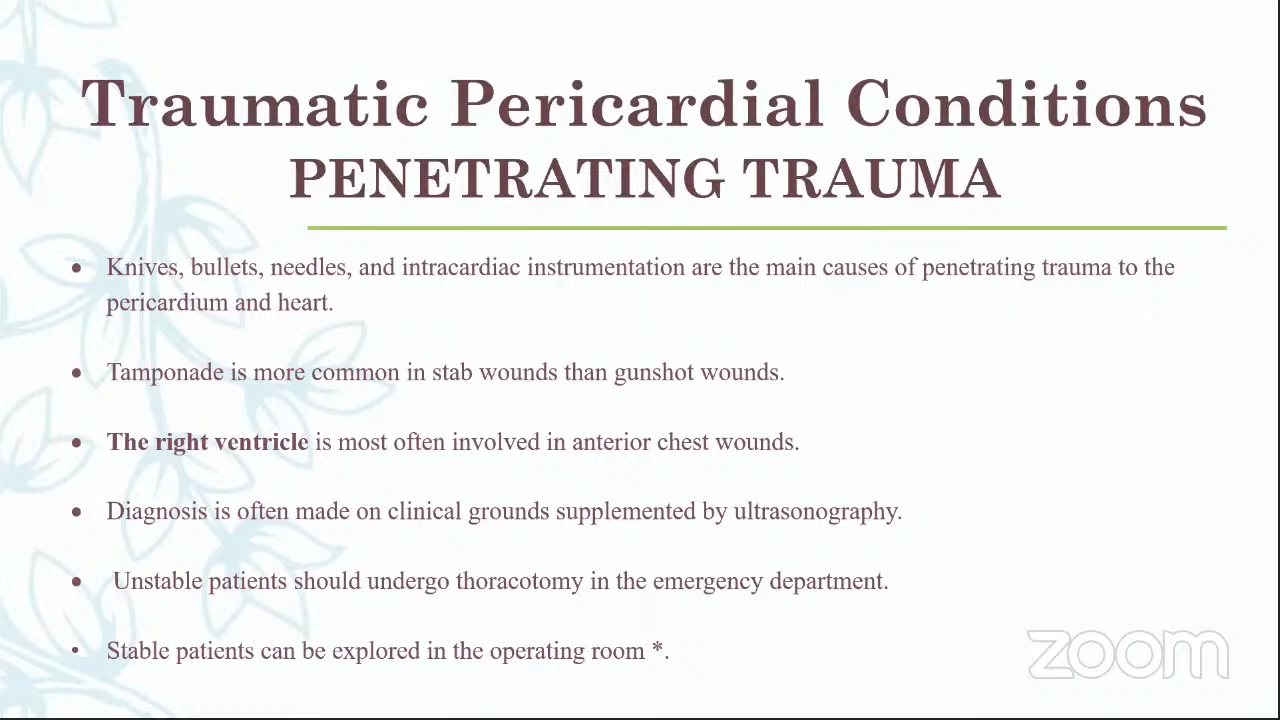 Traumatic Pericardial Conditions
PENETRATING TRAUMA
• Knives, bullets, needles, and intracardiac instrumentation are the main causes of penetrating trauma to the
pericardium and heart.
• Tamponade is more common in stab wounds than gunshot wounds.
• The right ventricle is most often involved in anterior chest wounds.
• Diagnosis is often made on clinical grounds supplemented by ultrasonography.
• Unstable patients should undergo thoracotomy in the emergency department.
• Stable patients can be explored in the operating room *.
zoom